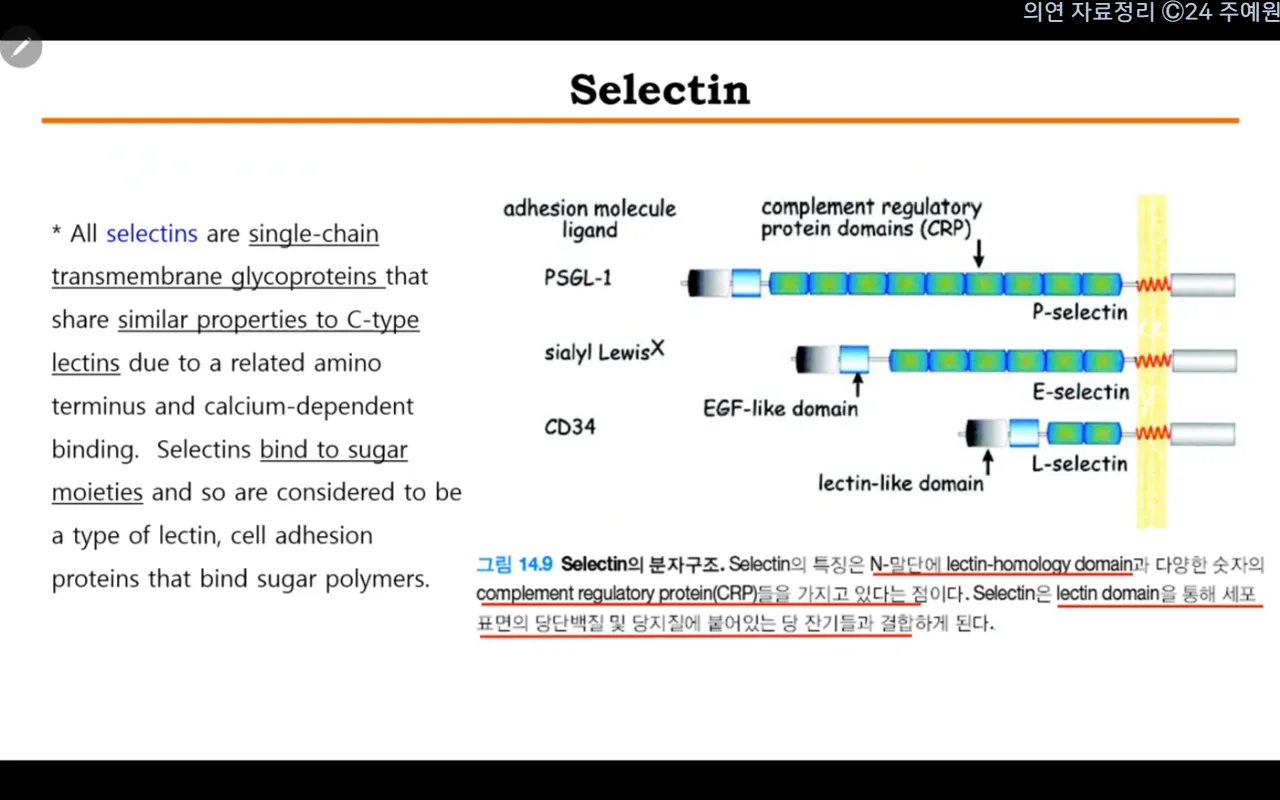 의연 자료정리 ©24 주예원
Selectin
* All selectins are single-chain
transmembrane glycoproteins that
share similar properties to C-type
lectins due to a related amino
terminus and calcium-dependent
binding. Selectins bind to sugar
moieties and so are considered to be
a type of lectin, cell adhesion
proteins that bind sugar polymers.
adhesion molecule
ligand
complement regulatory
protein domains (CRP)
PSGL-1
P-selectin
sialyl LewisX
E-selectin
EGF-like domain
CD34
L-selectin
lectin-like domain
그림 14.9 Selectin의 분자구조. Selectin의 특징은 N-말단에 lectin-homology domain과 다양한 숫자의
complement regulatory protein(CRP)들을 가지고 있다는 점이다. Selectin은 lectin domain을 통해 세포
표면의 당단백질 및 당지질에 붙어있는 당 잔기들과 결합하게 된다.